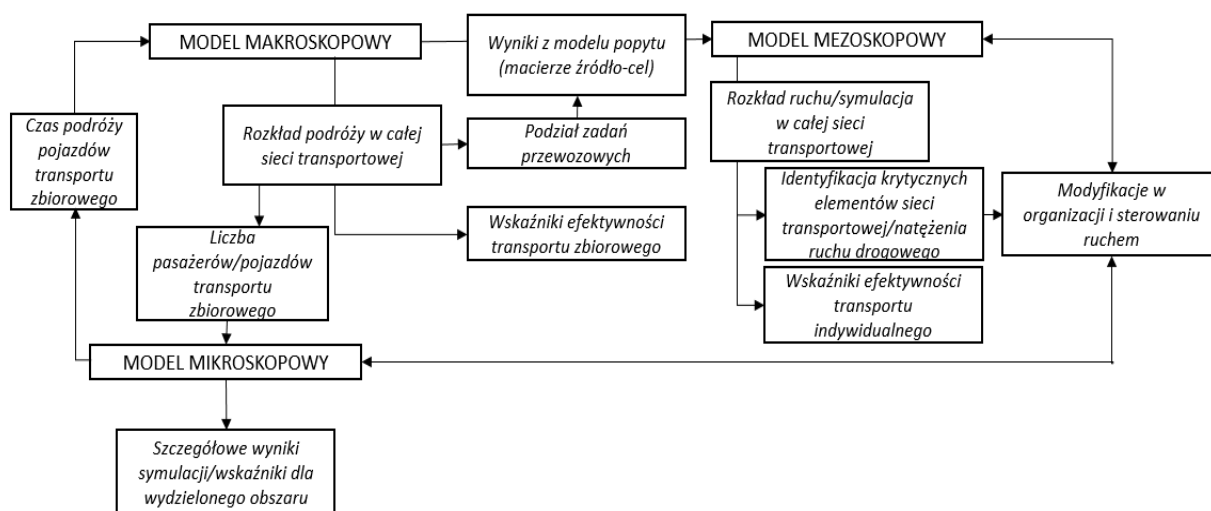 MODEL MAKROSKOPOWY
Wyniki z modelu popytu
(macierze źródło-cel)
MODEL MEZOSKOPOWY
Czas podróży
pojazdów
transportu
zbiorowego
Rozkład podróży w całej
sieci transportowej
Podział zadań
przewozowych
Rozkład ruchu/symulacja
w całej sieci
transportowej
Identyfikacja krytycznych
elementów sieci
transportowej/natężenia
ruchu drogowego
Modyfikacje w
organizacji i sterowaniu
ruchem
Wskaźniki efektywności
transportu zbiorowego
Liczba
pasażerów/pojazdów
transportu
zbiorowego
Wskaźniki efektywności
transportu
indywidualnego
MODEL MIKROSKOPOWY
Szczegółowe wyniki
symulacji/wskaźniki dla
wydzielonego obszaru